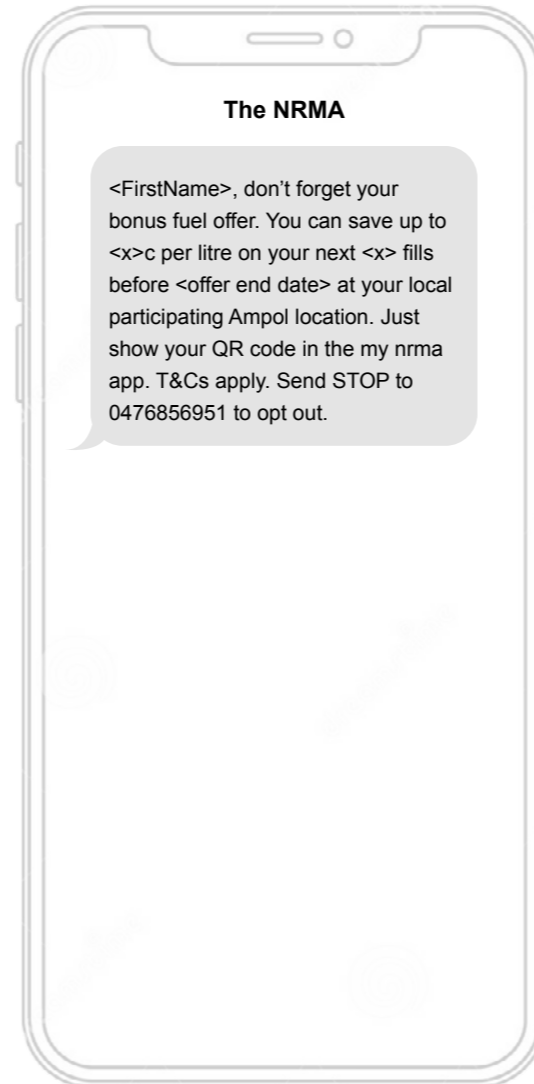 The NRMA
<FirstName>, don’t forget your
bonus fuel offer. You can save up to
<x>c per litre on your next <x> fills
before <offer end date> at your local
participating Ampol location. Just
show your QR code in the my nrma
app. T&Cs apply. Send STOP to
0476856951 to opt out.